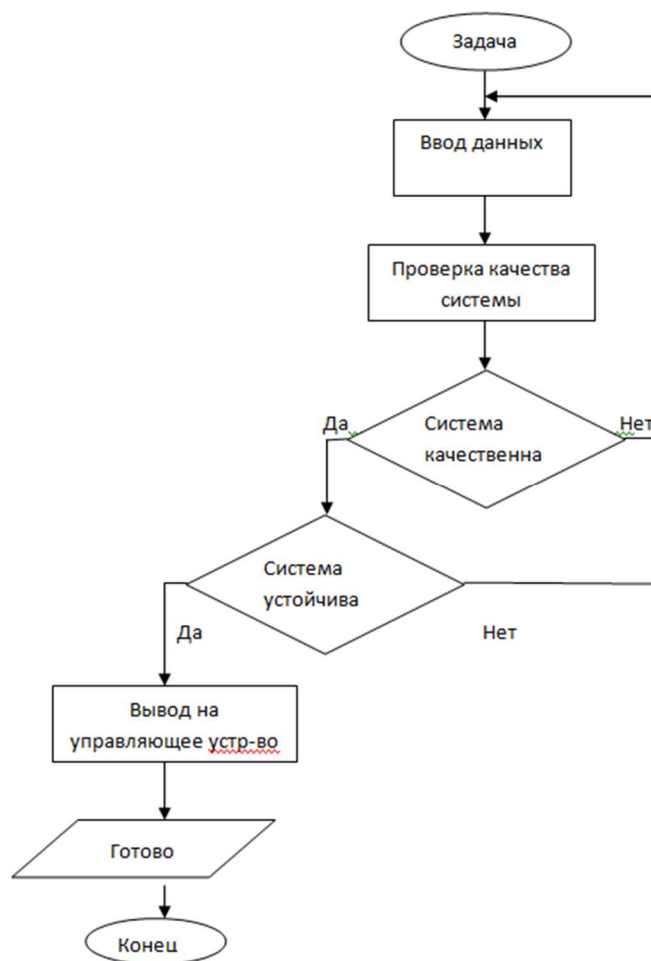 Задача
Ввод данных
Проверка качества
системы
Да
Система
качественна
Нет
Система
устойчива
Да
Нет
Вывод на
управляющее устр-во
Готово
Конец